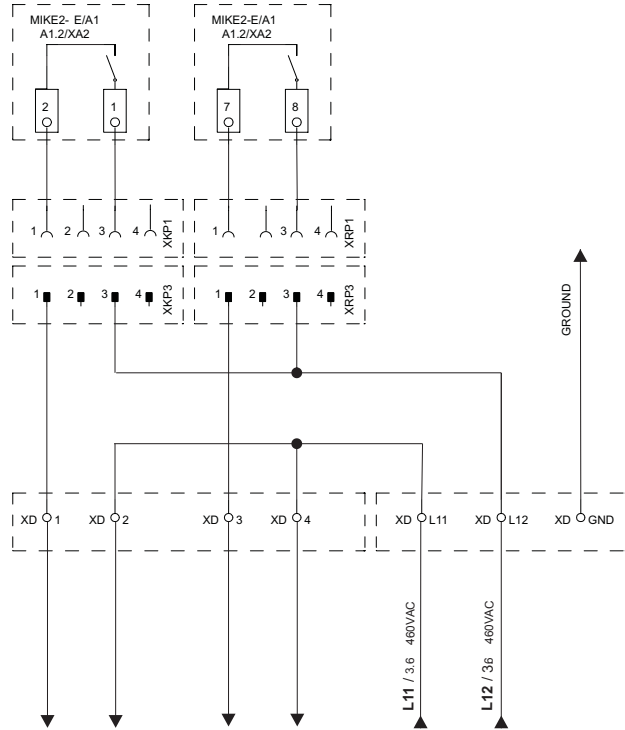 MIKE2- E/A1
A1.2/XA2
MIKE2-E/A1
A1.2/XA2
2
1
7
8
1
2
3
4
XKP1
1
2
3
4
XRP1
1
2
3
4
XKP3
1
2
3
4
XRP3
GROUND
XD 1
XD 2
XD 3
XD 4
XD L11
XD L12
XD GND
L11 / 3.6 460VAC
L12 / 36 460VAC